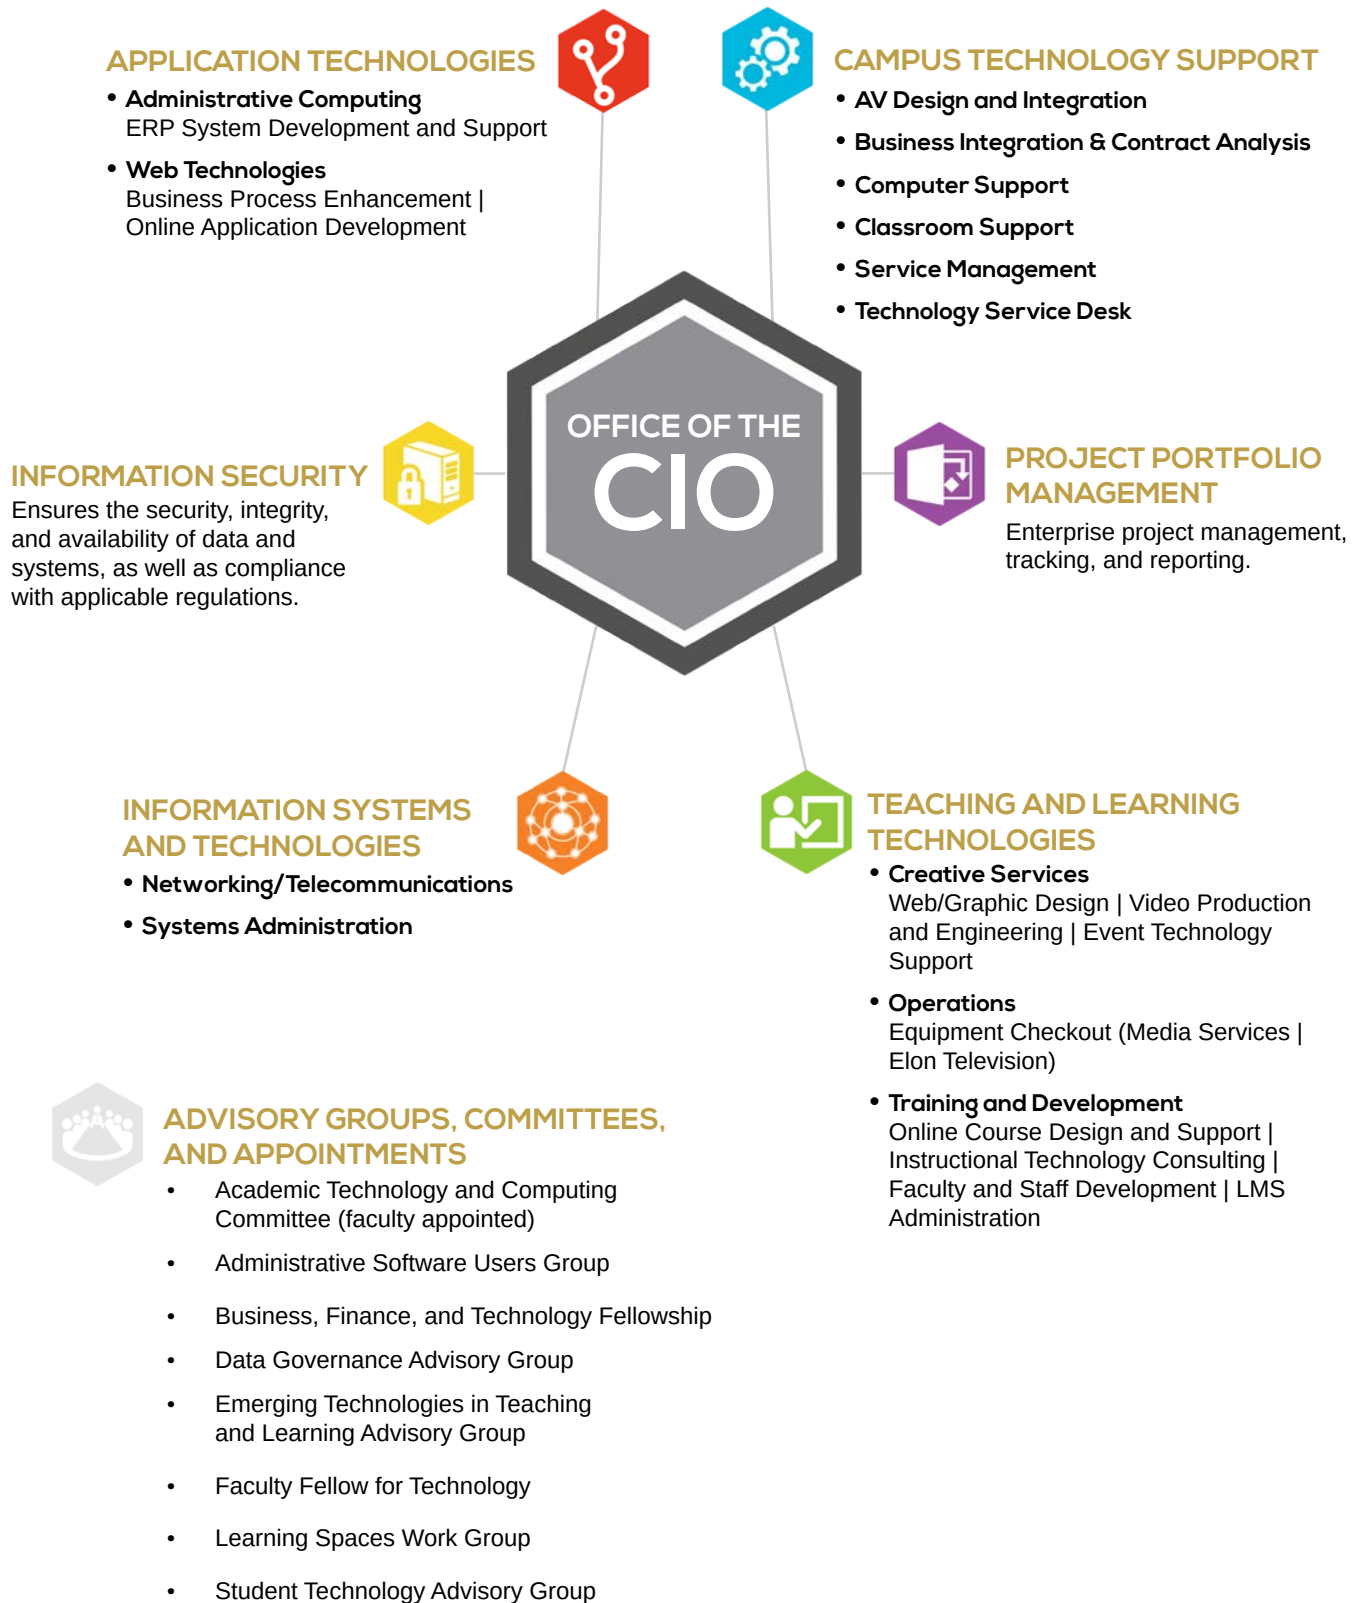 APPLICATION TECHNOLOGIES
• Administrative Computing
ERP System Development and Support
• Web Technologies
Business Process Enhancement |
Online Application Development
CAMPUS TECHNOLOGY SUPPORT
• AV Design and Integration
• Business Integration & Contract Analysis
• Computer Support
• Classroom Support
• Service Management
• Technology Service Desk
OFFICE OF THE
CIO
INFORMATION SECURITY
Ensures the security, integrity,
and availability of data and
systems, as well as compliance
with applicable regulations.
PROJECT PORTFOLIO
MANAGEMENT
Enterprise project management,
tracking, and reporting.
INFORMATION SYSTEMS
AND TECHNOLOGIES
• Networking/Telecommunications
• Systems Administration
TEACHING AND LEARNING
TECHNOLOGIES
• Creative Services
Web/Graphic Design | Video Production
and Engineering | Event Technology
Support
• Operations
Equipment Checkout (Media Services |
Elon Television)
• Training and Development
Online Course Design and Support |
Instructional Technology Consulting |
Faculty and Staff Development | LMS
Administration
ADVISORY GROUPS, COMMITTEES,
AND APPOINTMENTS
• Academic Technology and Computing
Committee (faculty appointed)
• Administrative Software Users Group
• Business, Finance, and Technology Fellowship
• Data Governance Advisory Group
• Emerging Technologies in Teaching
and Learning Advisory Group
• Faculty Fellow for Technology
• Learning Spaces Work Group
• Student Technology Advisory Group